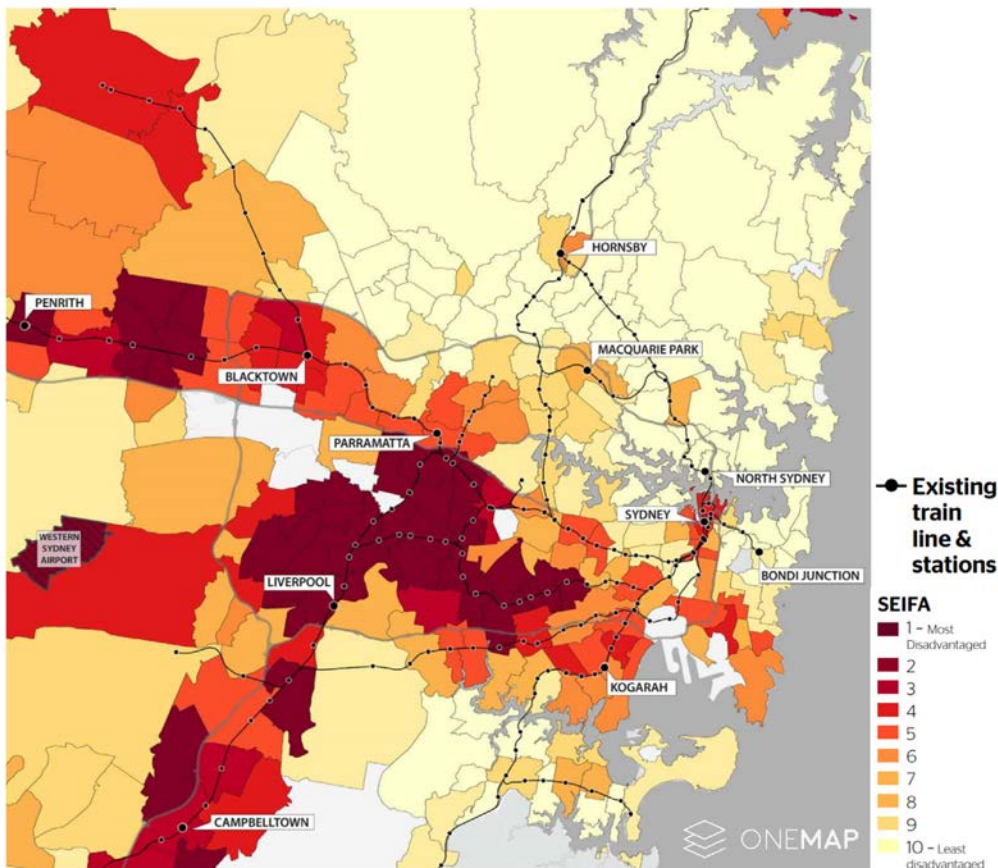 HORNSBY
PENRITH
MACQUARIE PARK
BLACKTOWN
PARRAMATTA
NORTH SYDNEY
SYDNEY
WESTERN
SYDNEY
AIRPORT
BONDI JUNCTION
LIVERPOOL
KOGARAH
CAMPBELLTOWN
ONEMAP
Existing
train
line &
stations
SEIFA
1 - Most
Disadvantaged
2
3
4
5
6
7
8
9
10 - Least
disadvantaged